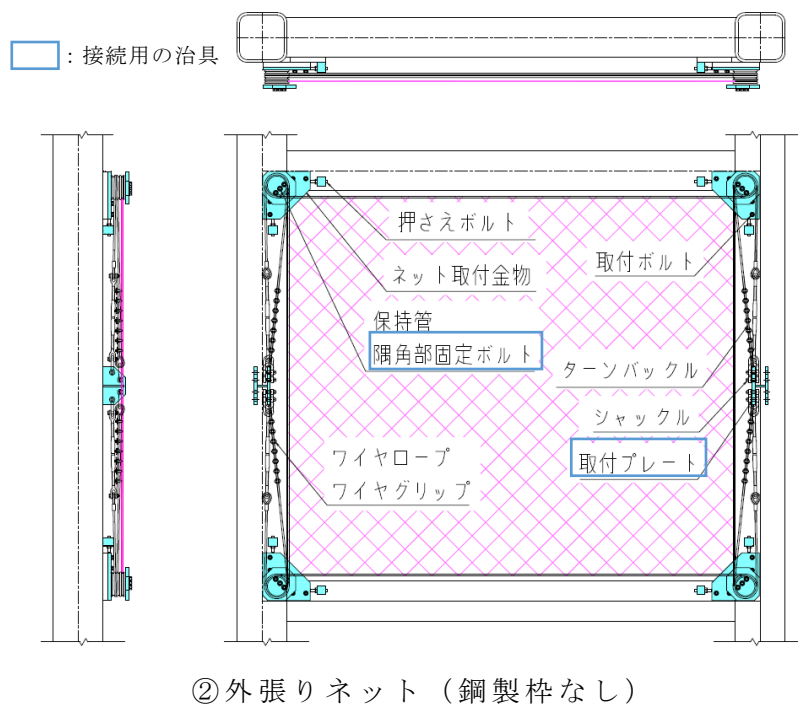 ：接続用の治具
押さえボルト
ネット取付金物
取付ボルト
保持管
隅角部固定ボルト
ターンバックル
シャックル
取付プレート
ワイヤロープ
ワイヤグリップ
②外張りネット（鋼製枠なし）